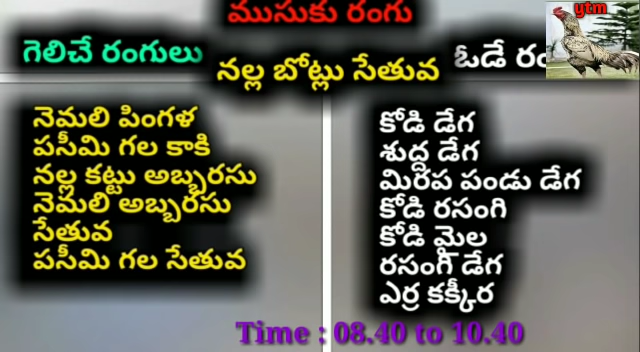 ముసుకు రంగు
ytm
గెలిచే రంగులు
నల్ల బోట్లు సేతువ
ఓడే రం
నెమలి పింగళ
పసీమి గల కాకి
నల్ల కట్టు అబ్బరసు
నెమలి అబ్బరసు
సేతువ
పసీమి గల సేతువ
కోడి డేగ
శుద్ద డేగ
మిరప పండు డేగ
కోడి రసంగి
కోడి మైల
రసంగి డేగ
ఎర్ర కక్కీర
Time : 08.40 to 10.40